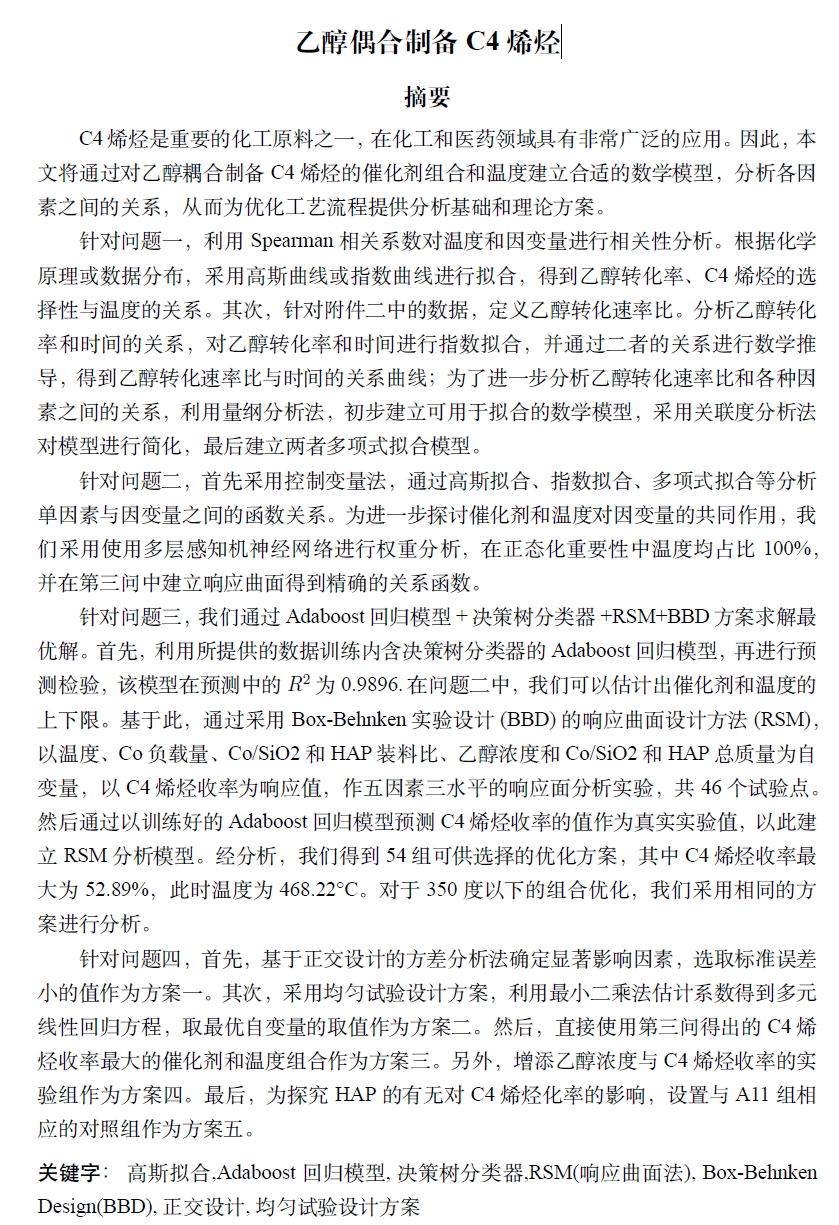 乙醇偶合制备 C4 烯烃
摘要
C4 烯烃是重要的化工原料之一，在化工和医药领域具有非常广泛的应用。因此，本
文将通过对乙醇耦合制备 C4 烯烃的催化剂组合和温度建立合适的数学模型，分析各因
素之间的关系，从而为优化工艺流程提供分析基础和理论方案。
针对问题一，利用 Spearman 相关系数对温度和因变量进行相关性分析。根据化学
原理或数据分布，采用高斯曲线或指数曲线进行拟合，得到乙醇转化率、C4 烯烃的选
择性与温度的关系。其次，针对附件二中的数据，定义乙醇转化速率比。分析乙醇转化
率和时间的关系，对乙醇转化率和时间进行指数拟合，并通过二者的关系进行数学推
导，得到乙醇转化速率比与时间的关系曲线；为了进一步分析乙醇转化速率比和各种因
素之间的关系，利用量纲分析法，初步建立可用于拟合的数学模型，采用关联度分析法
对模型进行简化，最后建立两者多项式拟合模型。
针对问题二，首先采用控制变量法，通过高斯拟合、指数拟合、多项式拟合等分析
单因素与因变量之间的函数关系。为进一步探讨催化剂和温度对因变量的共同作用，我
们采用使用多层感知机神经网络进行权重分析，在正态化重要性中温度均占比 100%，
并在第三问中建立响应曲面得到精确的关系函数。
针对问题三，我们通过 Adaboost 回归模型 + 决策树分类器 +RSM+BBD 方案求解最
优解。首先，利用所提供的数据训练内含决策树分类器的 Adaboost 回归模型，再进行预
测检验，该模型在预测中的 R² 为 0.9896. 在问题二中，我们可以估计出催化剂和温度的
上下限。基于此，通过采用 Box-Behnken 实验设计 (BBD) 的响应曲面设计方法 (RSM)，
以温度、Co 负载量、Co/SiO2 和 HAP 装料比、乙醇浓度和 Co/SiO2 和 HAP 总质量为自
变量，以 C4 烯烃收率为响应值，作五因素三水平的响应面分析实验，共 46 个试验点。
然后通过以训练好的 Adaboost 回归模型预测 C4 烯烃收率的值作为真实实验值，以此建
立 RSM 分析模型。经分析，我们得到 54 组可供选择的优化方案，其中 C4 烯烃收率最
大为 52.89%，此时温度为 468.22°C。对于 350 度以下的组合优化，我们采用相同的方
案进行分析。
针对问题四，首先，基于正交设计的方差分析法确定显著影响因素，选取标准误差
小的值作为方案一。其次，采用均匀试验设计方案，利用最小二乘法估计系数得到多元
线性回归方程，取最优自变量的取值作为方案二。然后，直接使用第三问得出的 C4 烯
烃收率最大的催化剂和温度组合作为方案三。另外，增添乙醇浓度与 C4 烯烃收率的实
验组作为方案四。最后，为探究 HAP 的有无对 C4 烯烃化率的影响，设置与 A11 组相
应的对照组作为方案五。
关键字： 高斯拟合,Adaboost 回归模型, 决策树分类器,RSM(响应曲面法), Box-Behnken
Design(BBD), 正交设计, 均匀试验设计方案